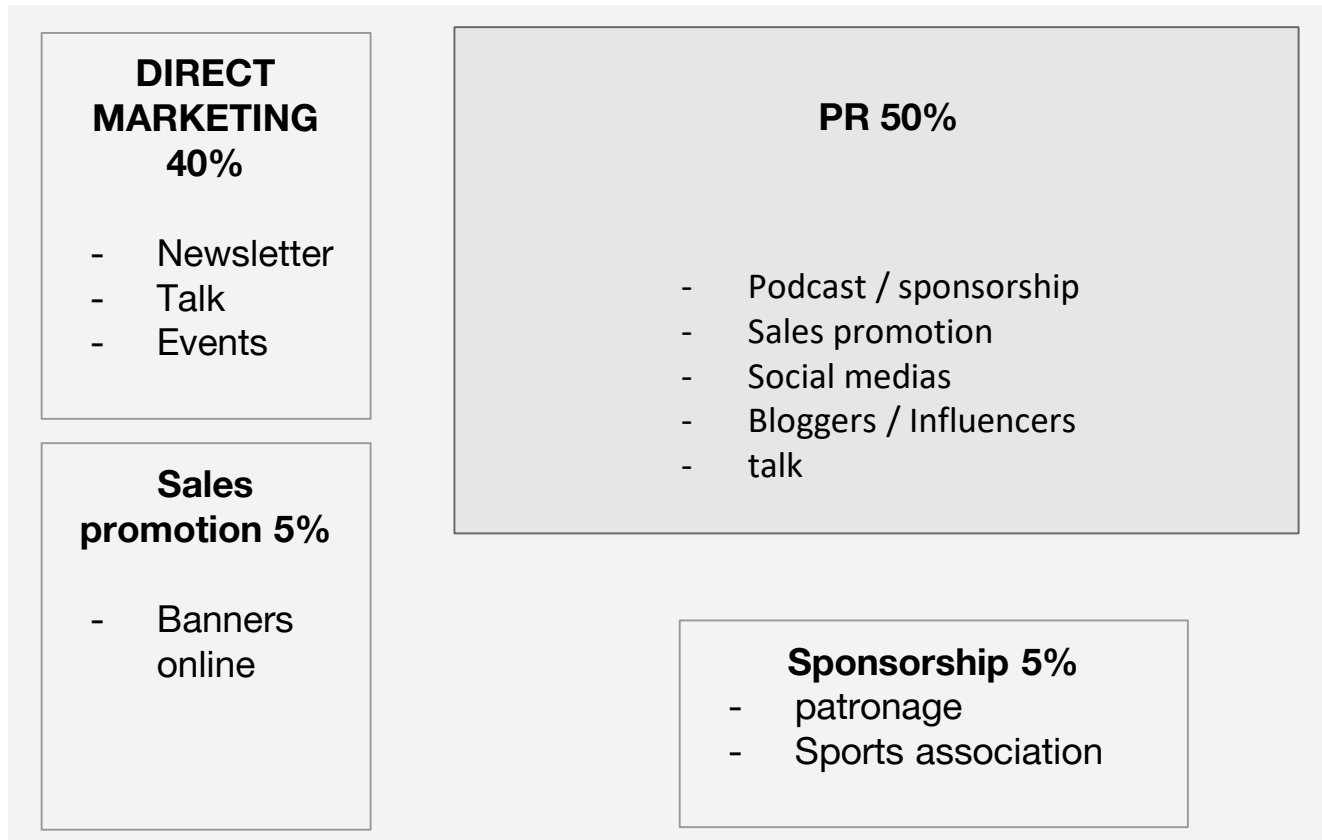 DIRECT
MARKETING
40%
- Newsletter
- Talk
- Events
PR 50%
- Podcast / sponsorship
- Sales promotion
- Social medias
- Bloggers / Influencers
- talk
Sales
promotion 5%
- Banners
online
Sponsorship 5%
- patronage
- Sports association